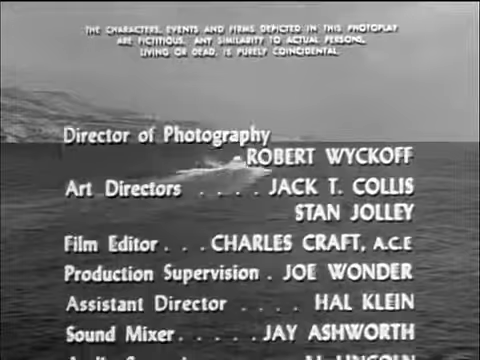 THE CHARACTERS, EVENTS AND FIRMS DEPICTED IN THIS PHOTOPLAY
ARE FICTITIOUS. ANY SIMILARITY TO ACTUAL PERSONS,
LIVING OR DEAD, IS PURELY COINCIDENTAL.
Director of Photography
ROBERT WYCKOFF
Art Directors . . . . JACK T. COLLIS
STAN JOLLEY
Film Editor . . . CHARLES CRAFT, A.C.E
Production Supervision . JOE WONDER
Assistant Director . . . . HAL KLEIN
Sound Mixer . . . . . JAY ASHWORTH
LINCOLN